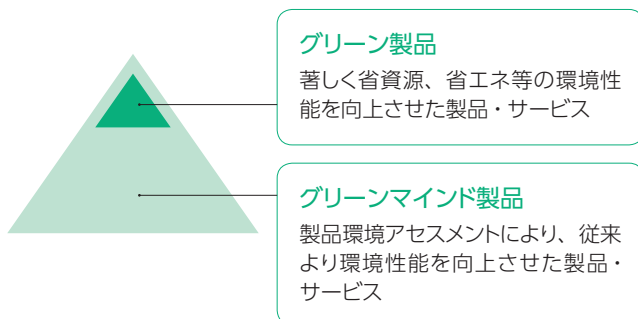 グリーン製品
著しく省資源、省エネ等の環境性
能を向上させた製品・サービス
グリーンマインド製品
製品環境アセスメントにより、従来
より環境性能を向上させた製品・
サービス